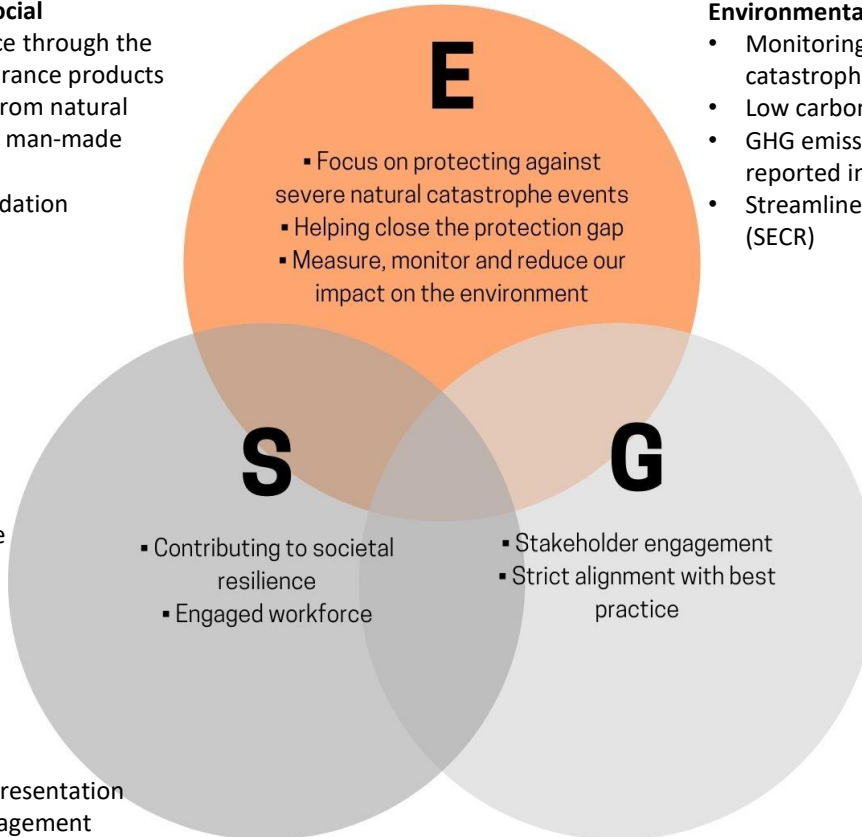 ocial
ce through the
rance products
rom natural
man-made
dation
e
resentation
agement
E
▪ Focus on protecting against
severe natural catastrophe events
▪ Helping close the protection gap
▪ Measure, monitor and reduce our
impact on the environment
Environmenta
• Monitoring
catastroph
• Low carbon
• GHG emiss
reported in
• Streamline
(SECR)
S
▪ Contributing to societal
resilience
▪ Engaged workforce
G
▪ Stakeholder engagement
▪ Strict alignment with best
practice